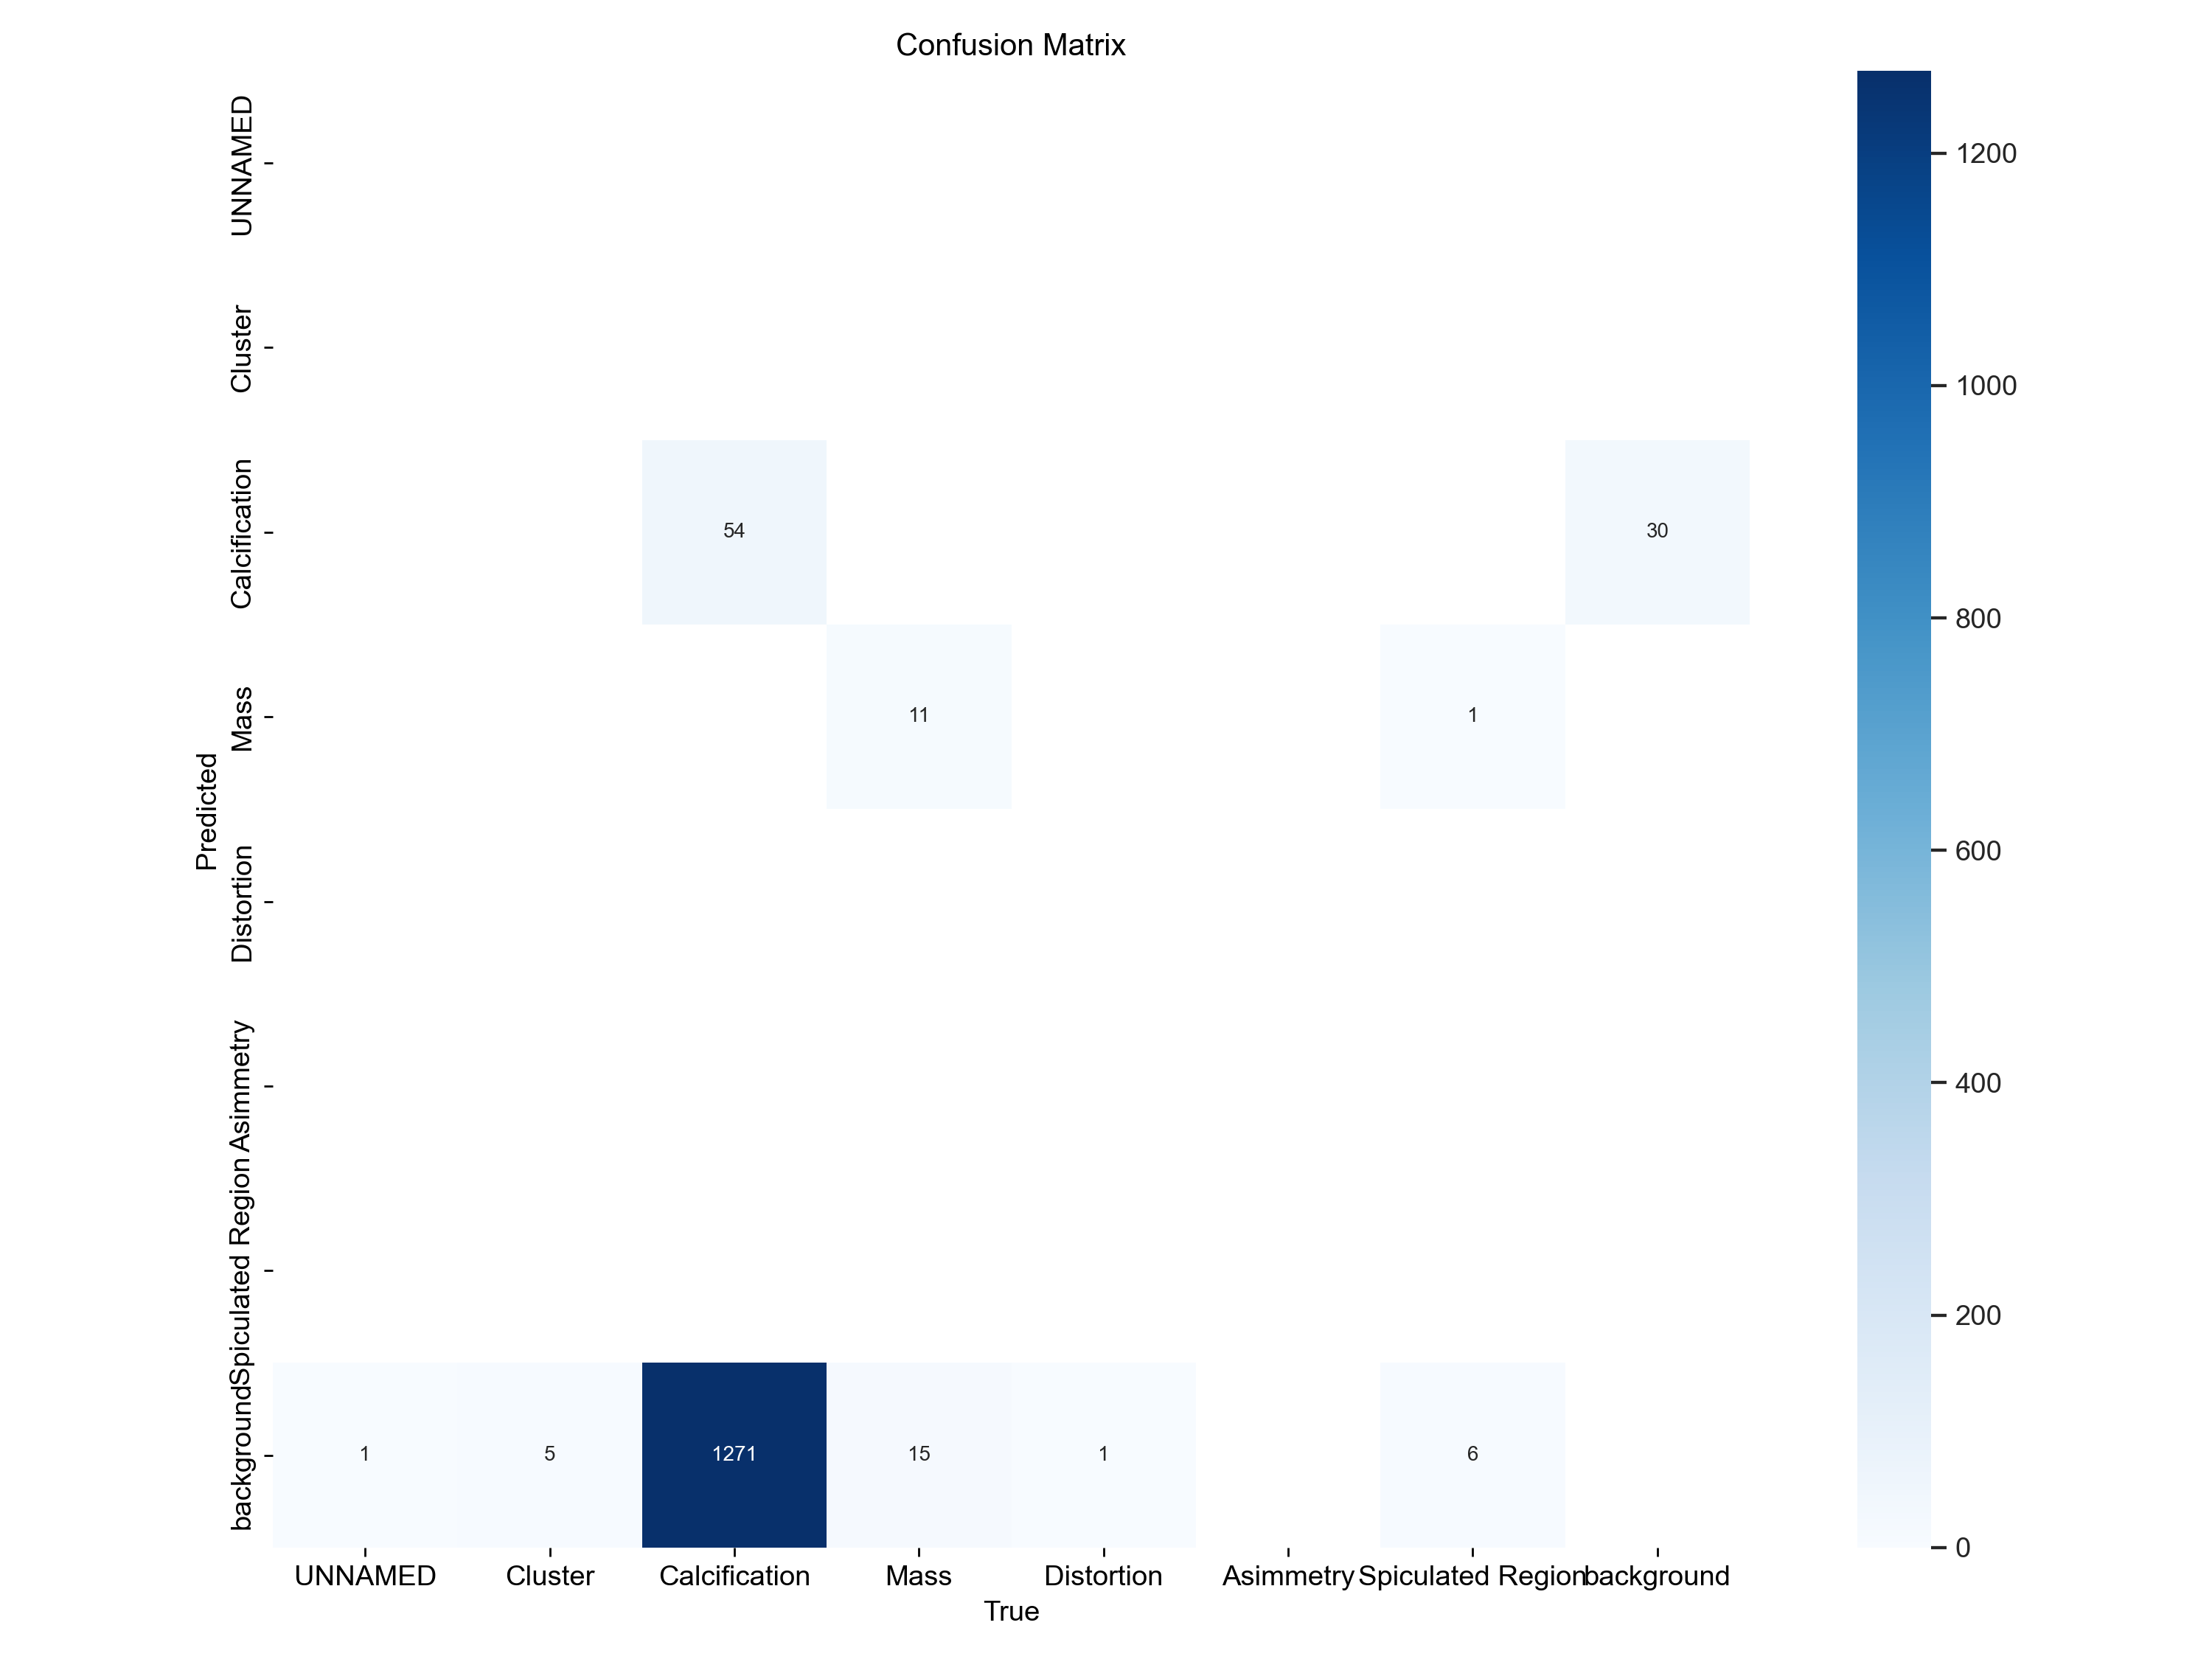 Confusion Matrix
UNNAMED
Cluster
Calcification
Mass
Distortion
Asimmetry
Spiculated Region
background
Predicted
54
30
11
1
1
5
1271
15
1
6
UNNAMED
Cluster
Calcification
Mass
Distortion
Asimmetry
Spiculated Region
background
True
1200
1000
800
600
400
200
0